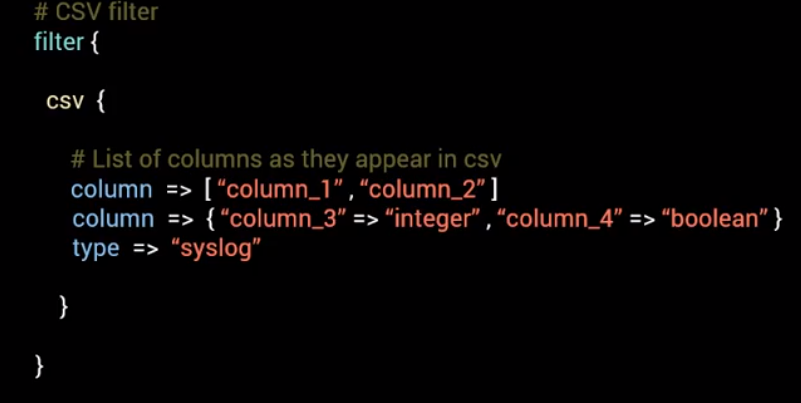 # CSV filter
filter {
csv {
# List of columns as they appear in csv
column => [ “column_1” , “column_2” ]
column => { “column_3” => “integer” , “column_4” => “boolean” }
type => “syslog”
}
}